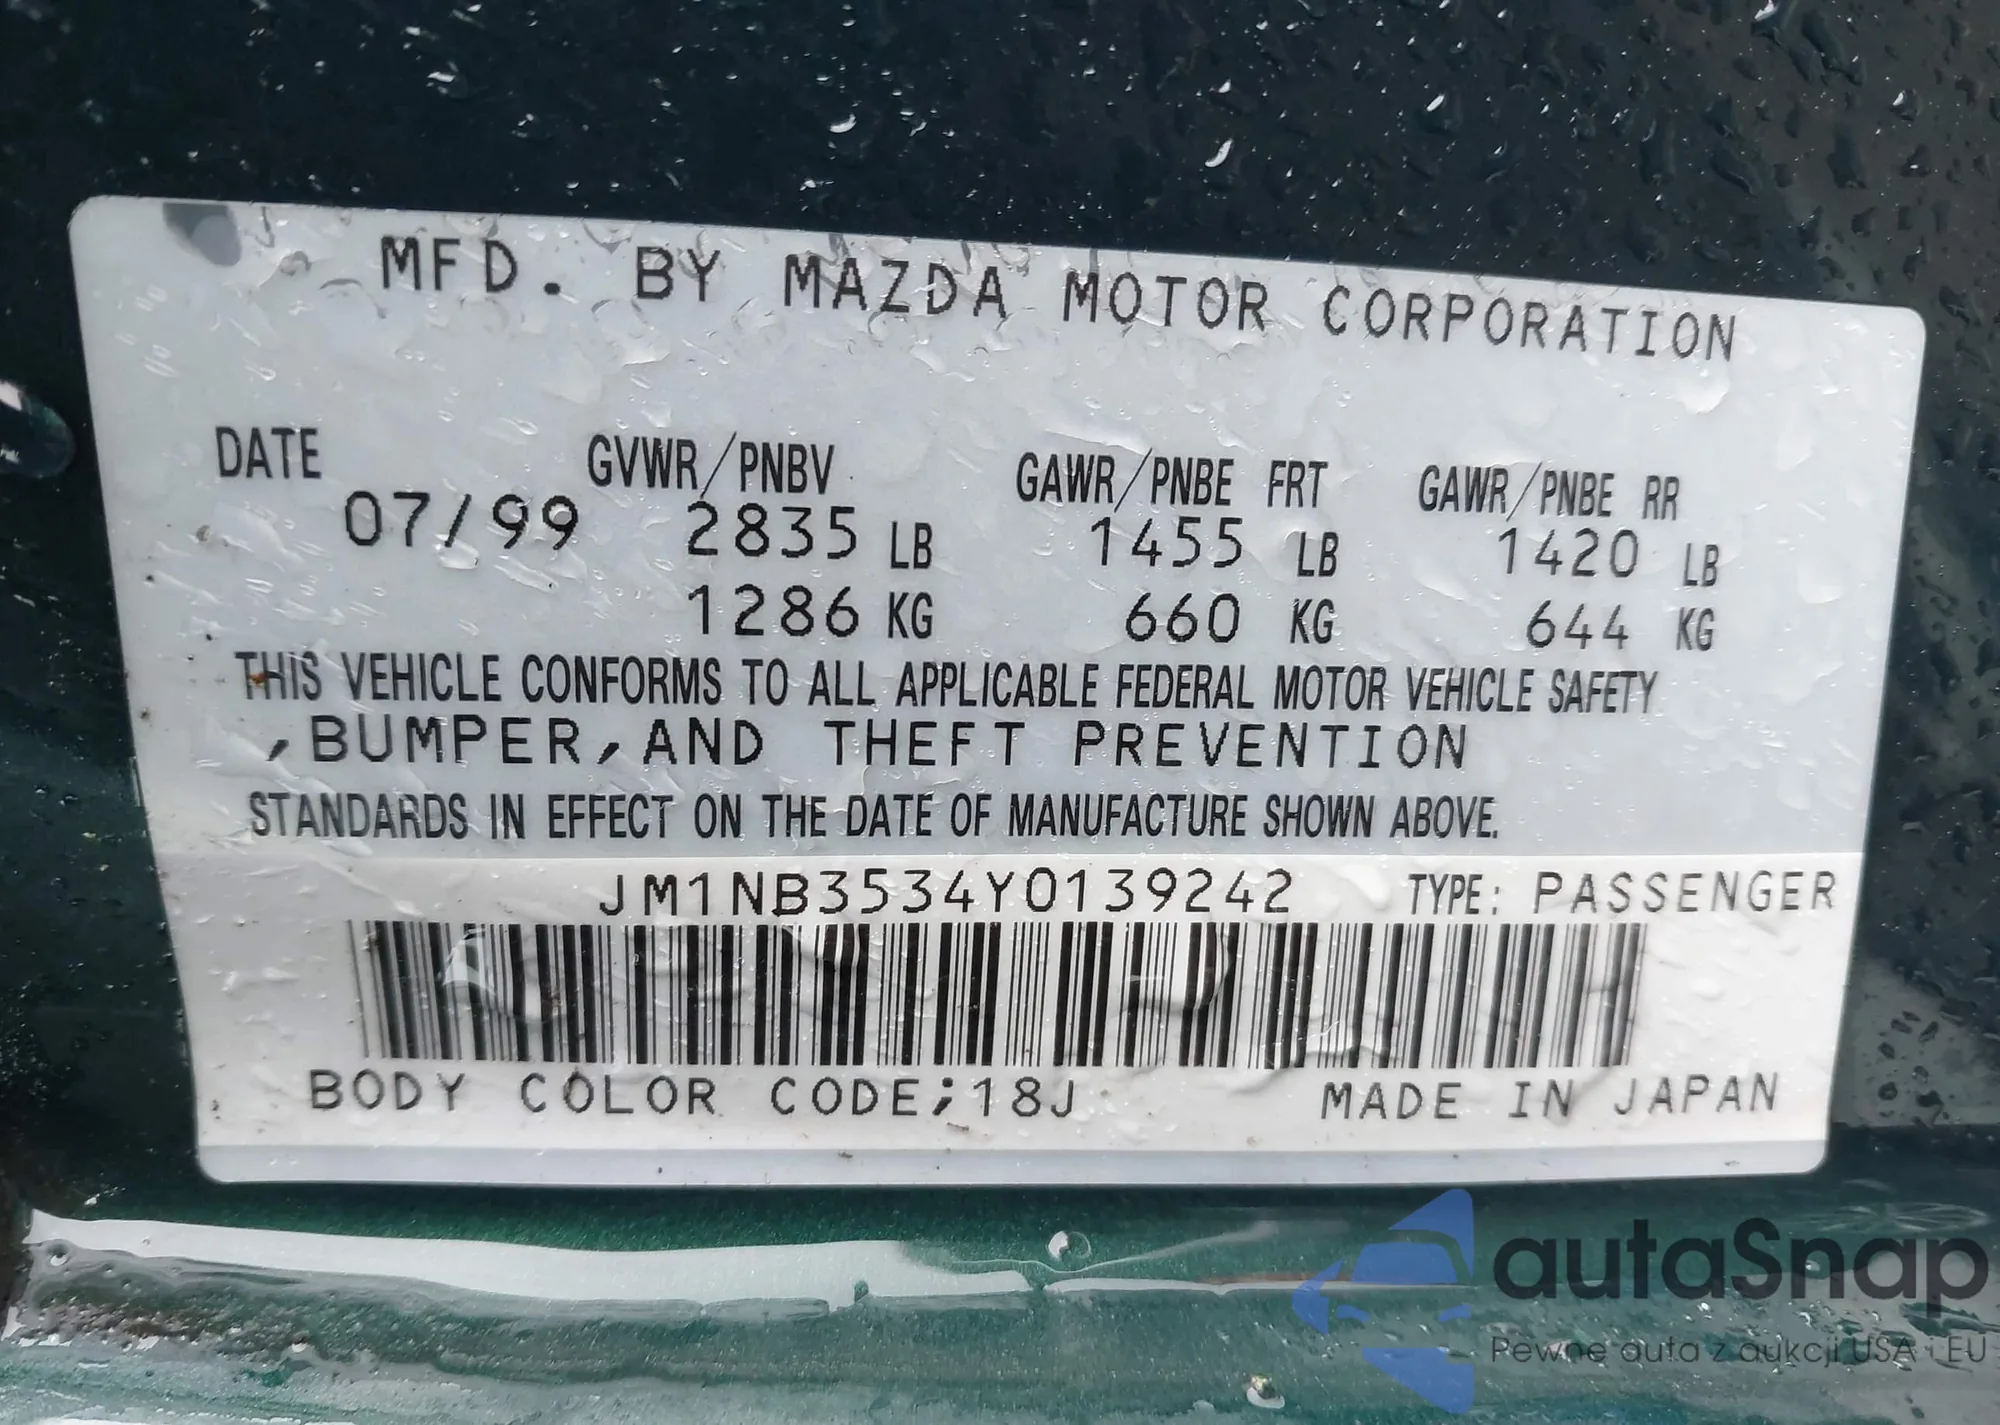 MFD. BY MAZDA MOTOR CORPORATION
DATE GVWR/PNBV GAWR/PNBE FRT GAWR/PNBE RR
07/99 2835 LB 1455 LB 1420 LB
1286 KG 660 KG 644 KG
THIS VEHICLE CONFORMS TO ALL APPLICABLE FEDERAL MOTOR VEHICLE SAFETY
,BUMPER,AND THEFT PREVENTION
STANDARDS IN EFFECT ON THE DATE OF MANUFACTURE SHOWN ABOVE.
JM1NB3534Y0139242 TYPE: PASSENGER
BODY COLOR CODE;18J MADE IN JAPAN
autaSnap
Pewne auta z aukcji USA i EU